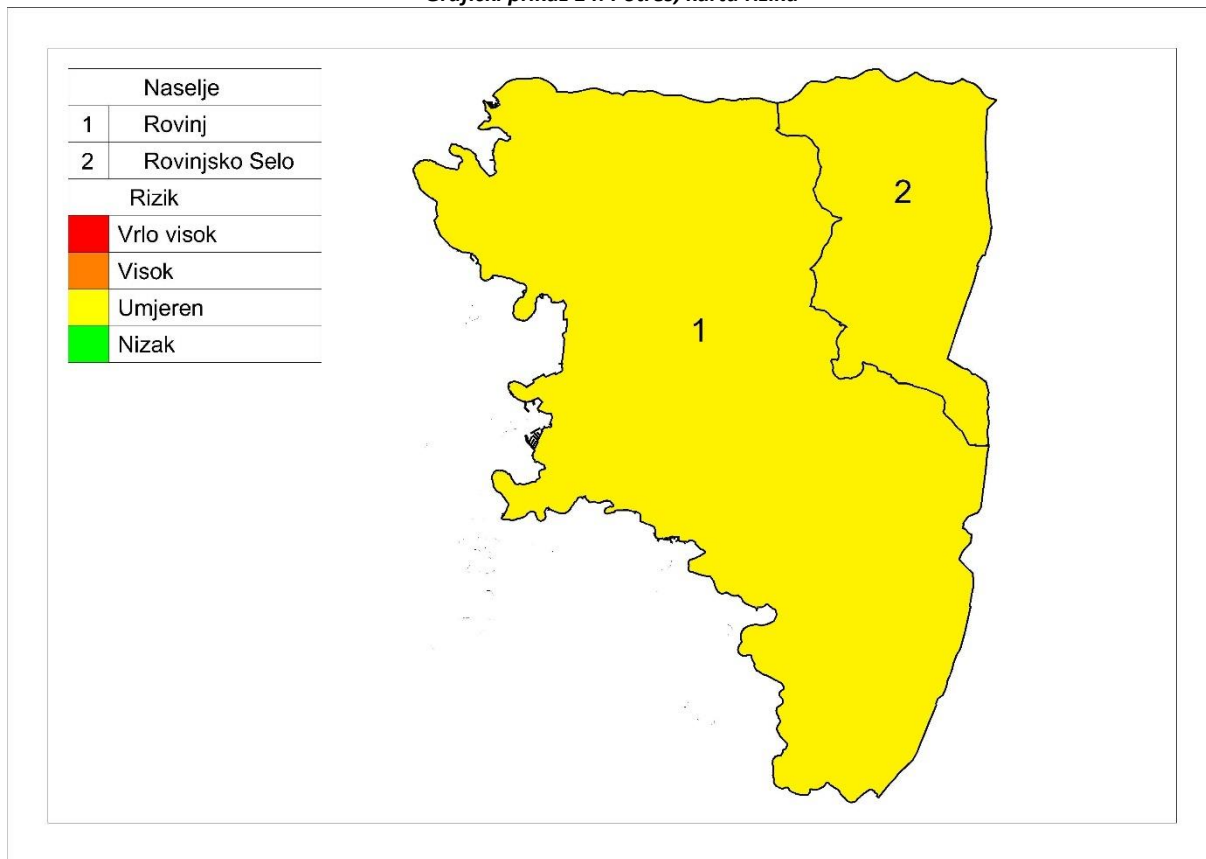 Naselje
1 Rovinj
2 Rovinjsko Selo
Rizik
Vrlo visok
Visok
Umjeren
Nizak
1
2